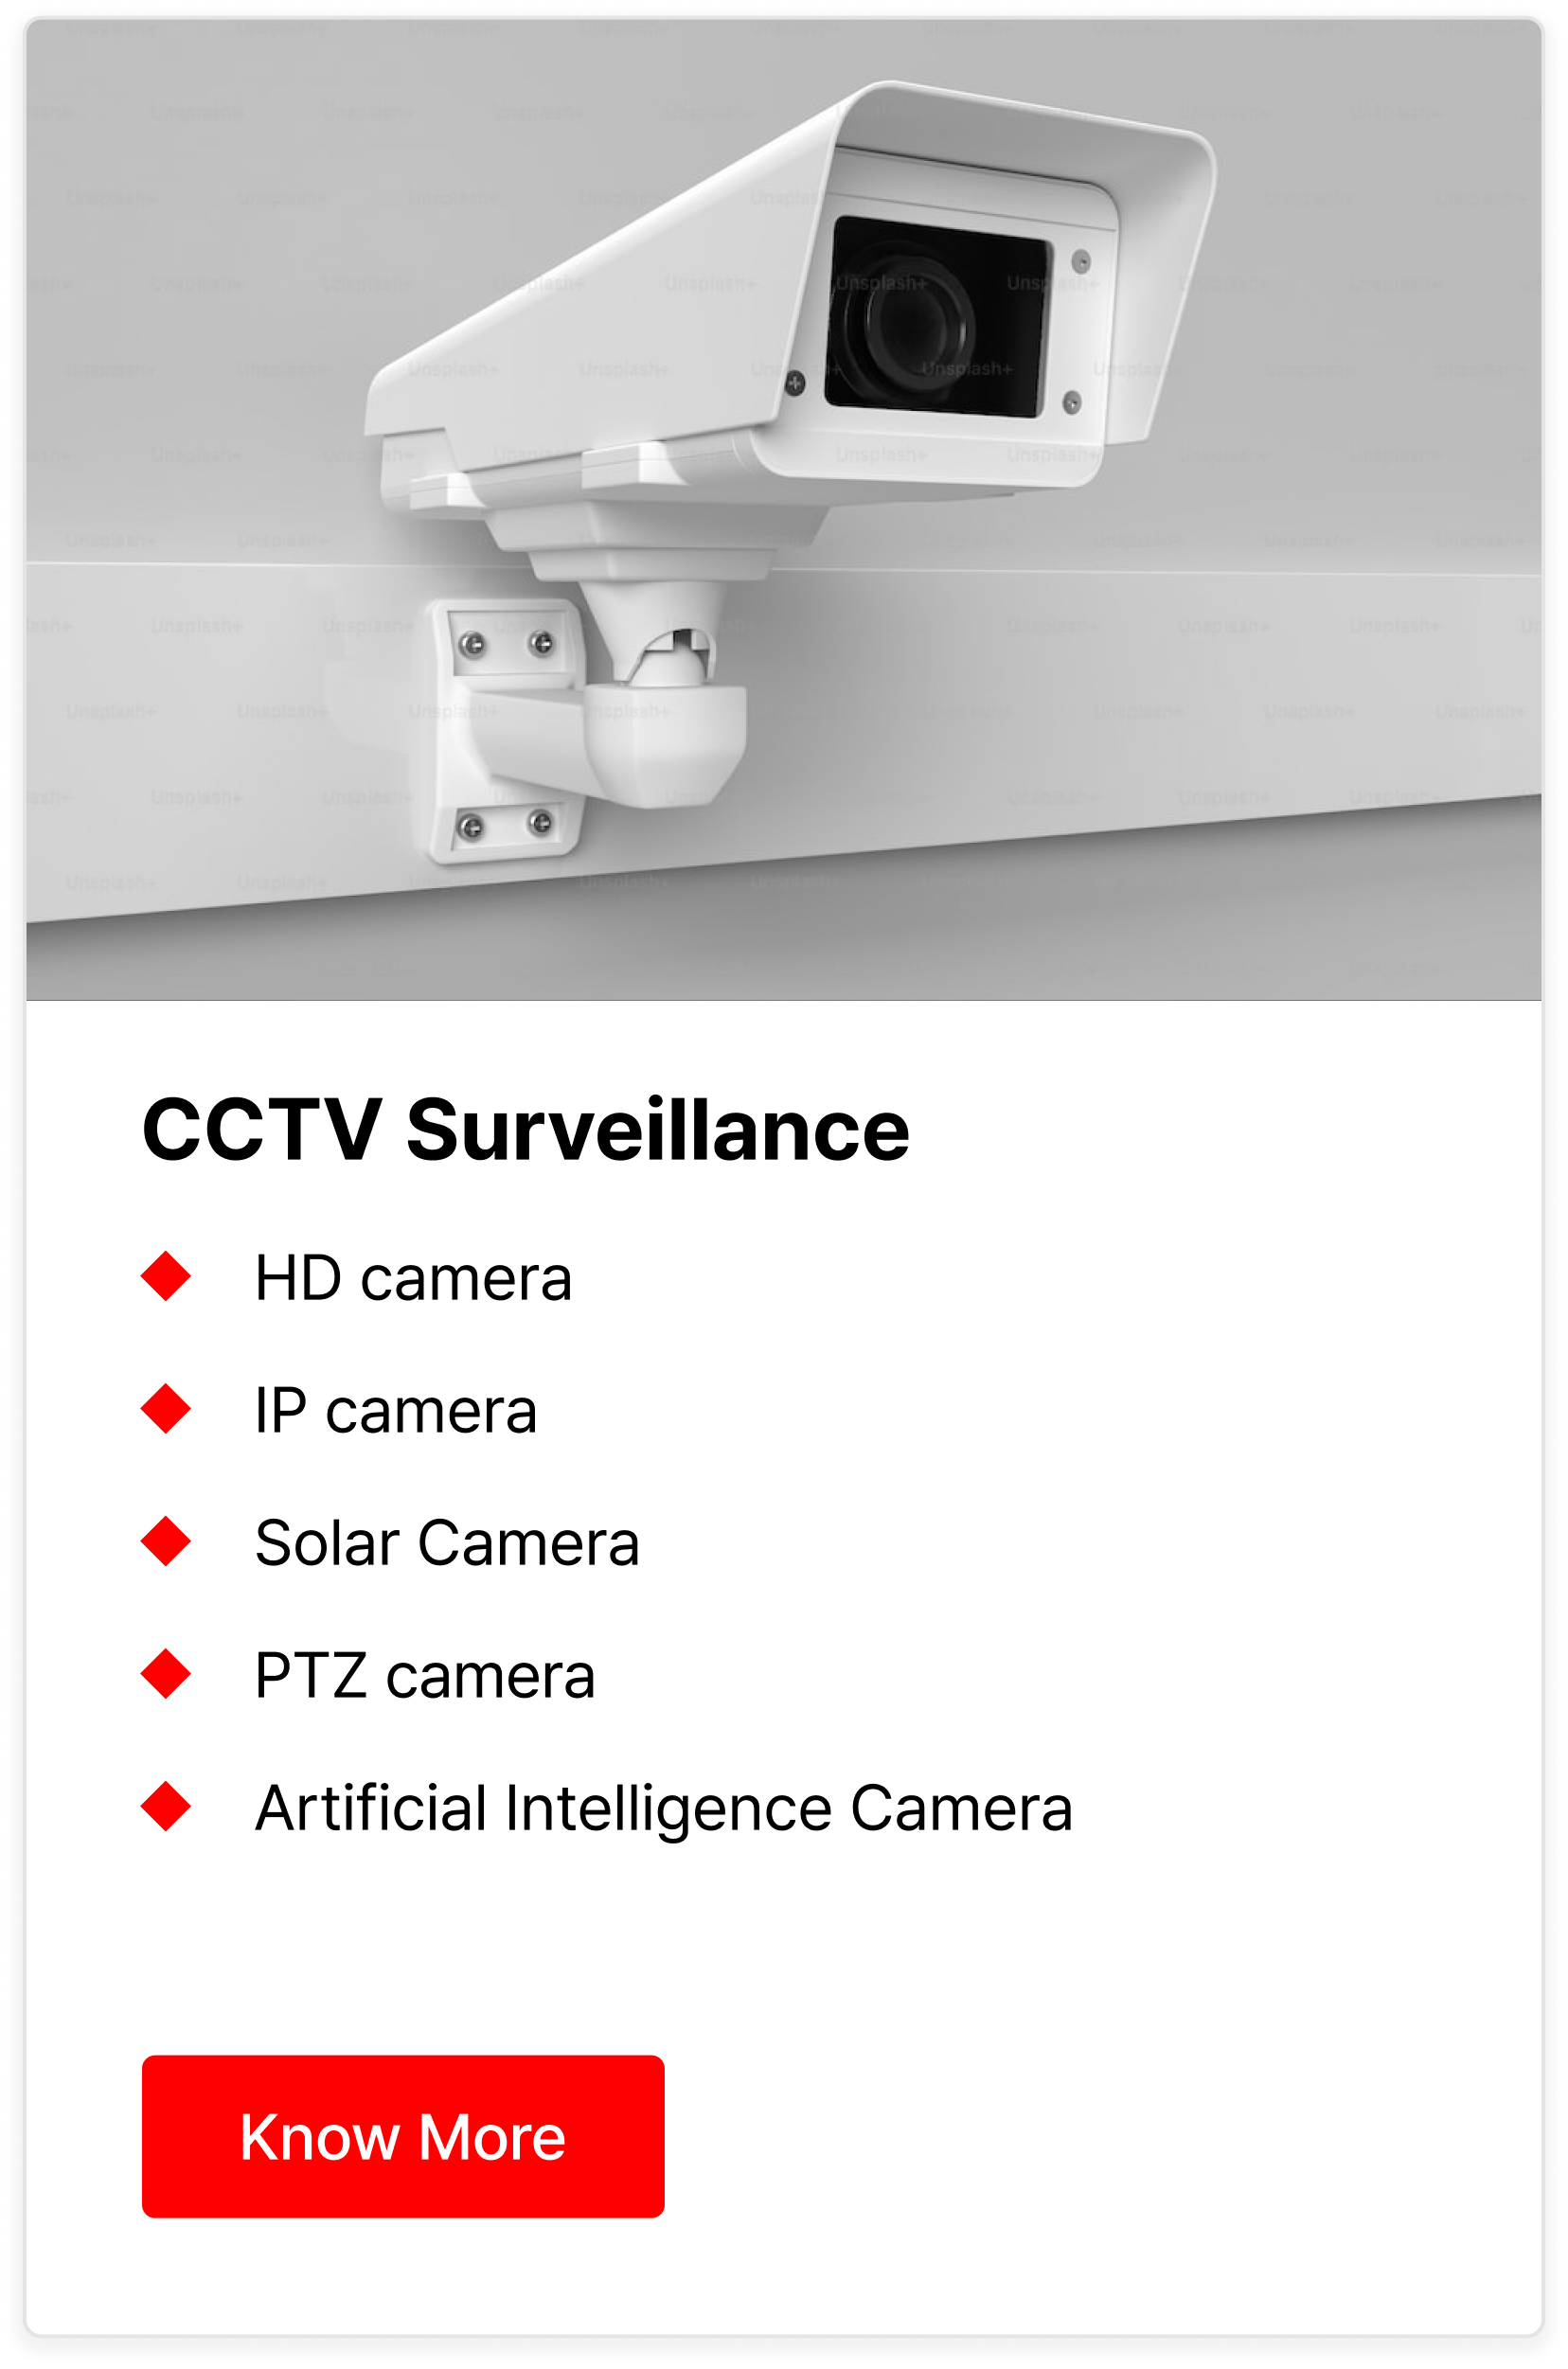 CCTV Surveillance
HD camera
IP camera
Solar Camera
PTZ camera
Artificial Intelligence Camera
Know More
Unsplash+